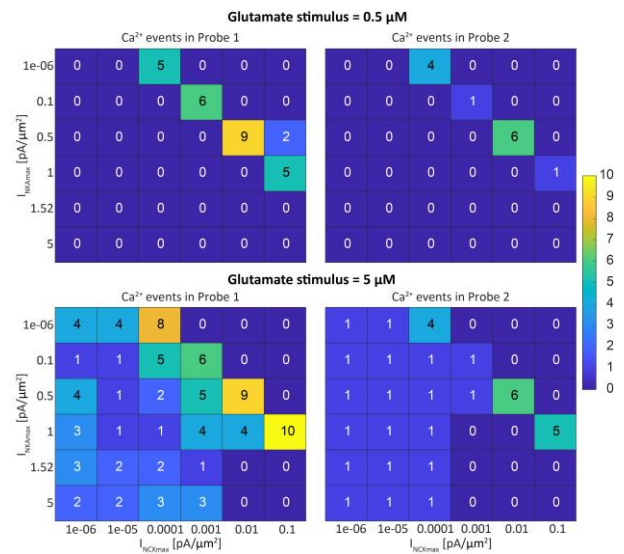 Glutamate stimulus = 0.5 µM
Ca²⁺ events in Probe 1
Ca²⁺ events in Probe 2
1e-06 0 0 5 0 0 0 0 0 4 0 0 0
0.1 0 0 0 6 0 0 0 0 0 1 0 0
0.5 0 0 0 0 9 2 0 0 0 0 6 0
1 0 0 0 0 0 5 0 0 0 0 0 1
1.52 0 0 0 0 0 0 0 0 0 0 0 0
5 0 0 0 0 0 0 0 0 0 0 0 0
I_NKAmax [pA/µm²]
10
9
8
7
6
5
4
3
2
1
0
Glutamate stimulus = 5 µM
Ca²⁺ events in Probe 1
Ca²⁺ events in Probe 2
1e-06 4 4 8 0 0 0 1 1 4 0 0 0
0.1 1 1 5 6 0 0 1 1 1 1 0 0
0.5 4 1 2 5 9 0 1 1 1 1 6 0
1 3 1 1 4 4 10 1 1 1 0 0 5
1.52 3 2 2 1 0 0 1 1 1 0 0 0
5 2 2 3 3 0 0 1 1 1 0 0 0
I_NKAmax [pA/µm²]
1e-06 1e-05 0.0001 0.001 0.01 0.1 1e-06 1e-05 0.0001 0.001 0.01 0.1
I_NCXmax [pA/µm²]
I_NCXmax [pA/µm²]